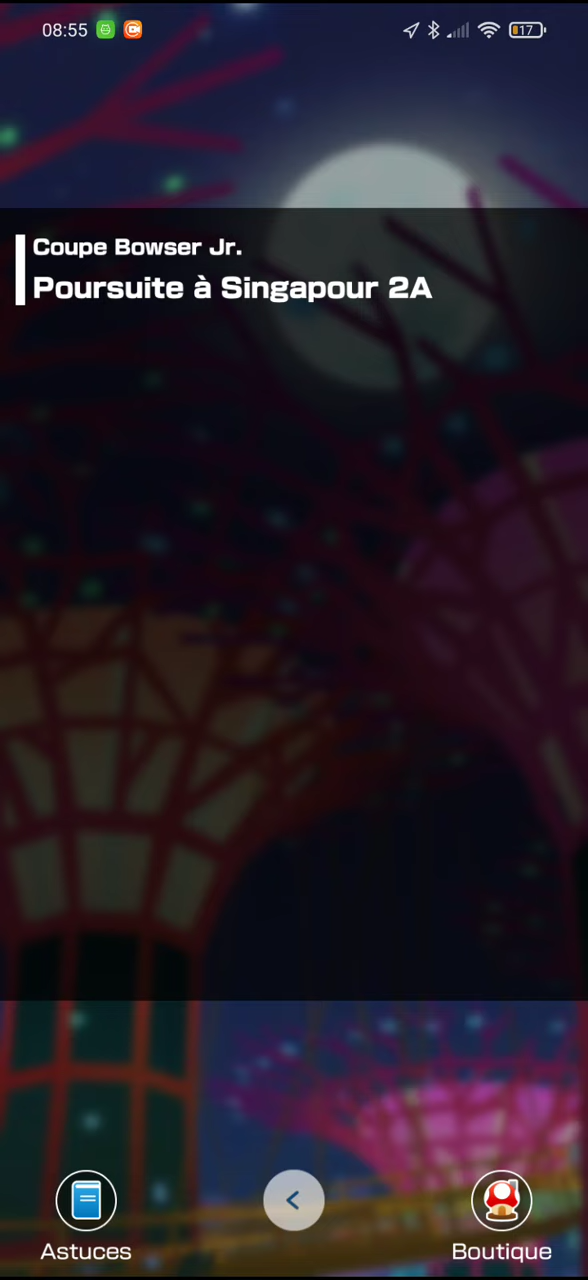 08:55
17
Coupe Bowser Jr.
Poursuite à Singapour 2A
Astuces
Boutique